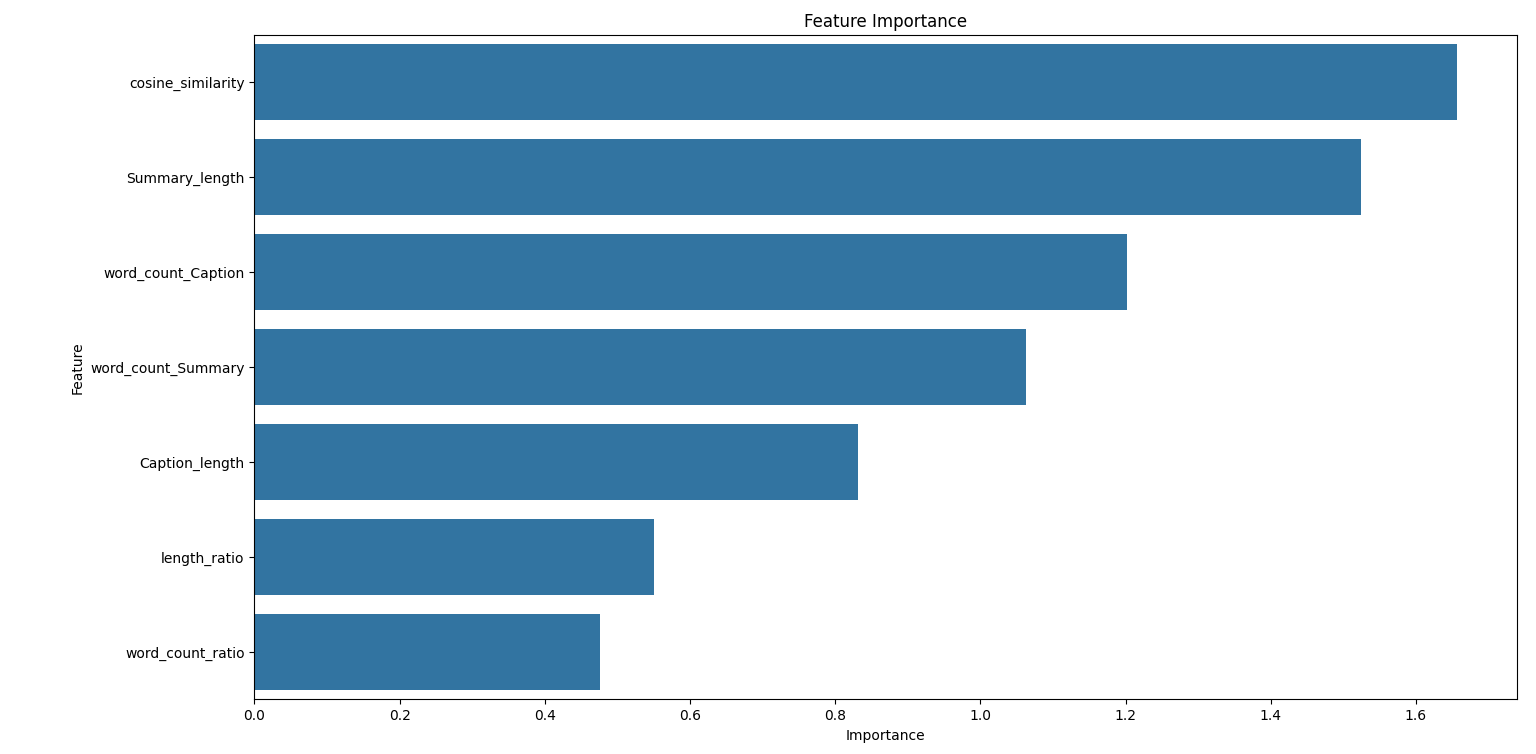 Feature Importance
cosine_similarity
Summary_length
word_count_Caption
word_count_Summary
Caption_length
length_ratio
word_count_ratio
Feature
0.0 0.2 0.4 0.6 0.8 1.0 1.2 1.4 1.6
Importance